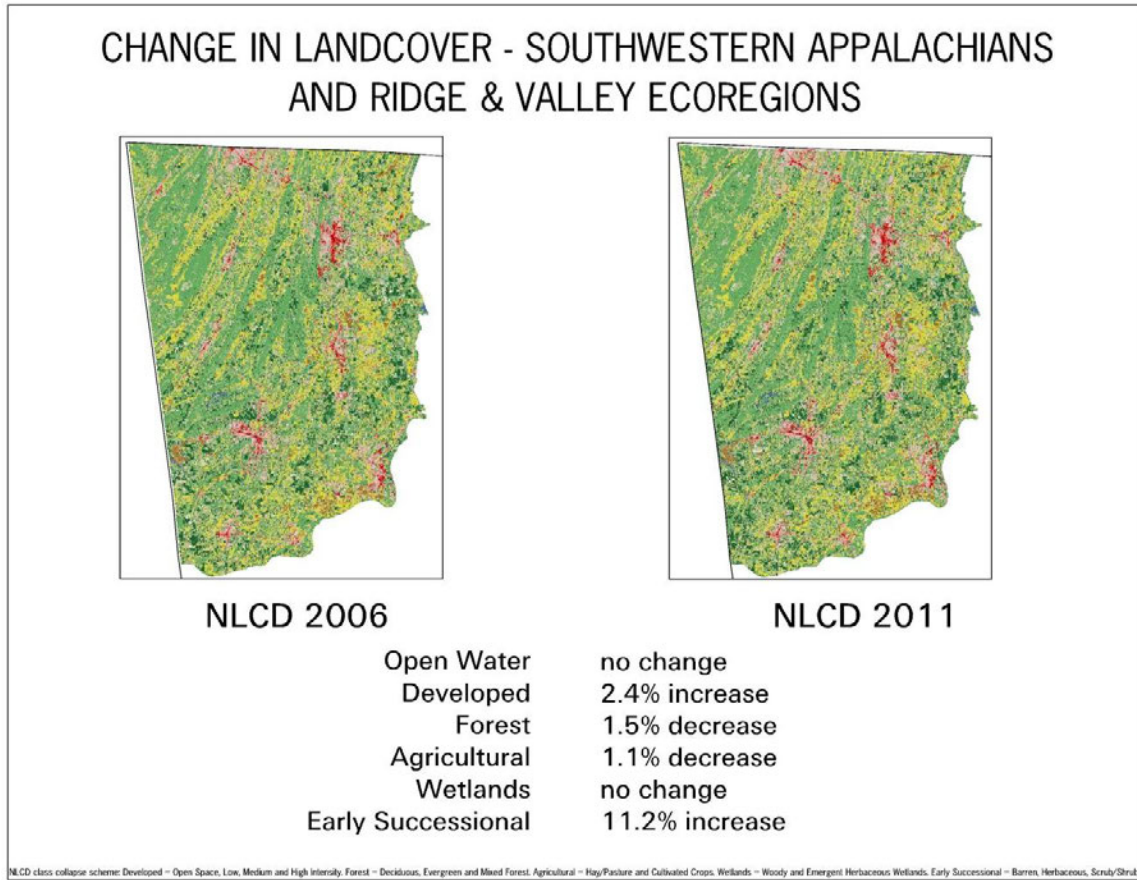 CHANGE IN LANDCOVER - SOUTHWESTERN APPALACHIANS
AND RIDGE & VALLEY ECOREGIONS
NLCD 2006
NLCD 2011
Open Water no change
Developed 2.4% increase
Forest 1.5% decrease
Agricultural 1.1% decrease
Wetlands no change
Early Successional 11.2% increase
NLCD class collapse scheme: Developed – Open Space, Low, Medium and High Intensity. Forest – Deciduous, Evergreen and Mixed Forest. Agricultural – Hay/Pasture and Cultivated Crops. Wetlands – Woody and Emergent Herbaceous Wetlands. Early Successional – Barren, Herbaceous, Scrub/Shrub